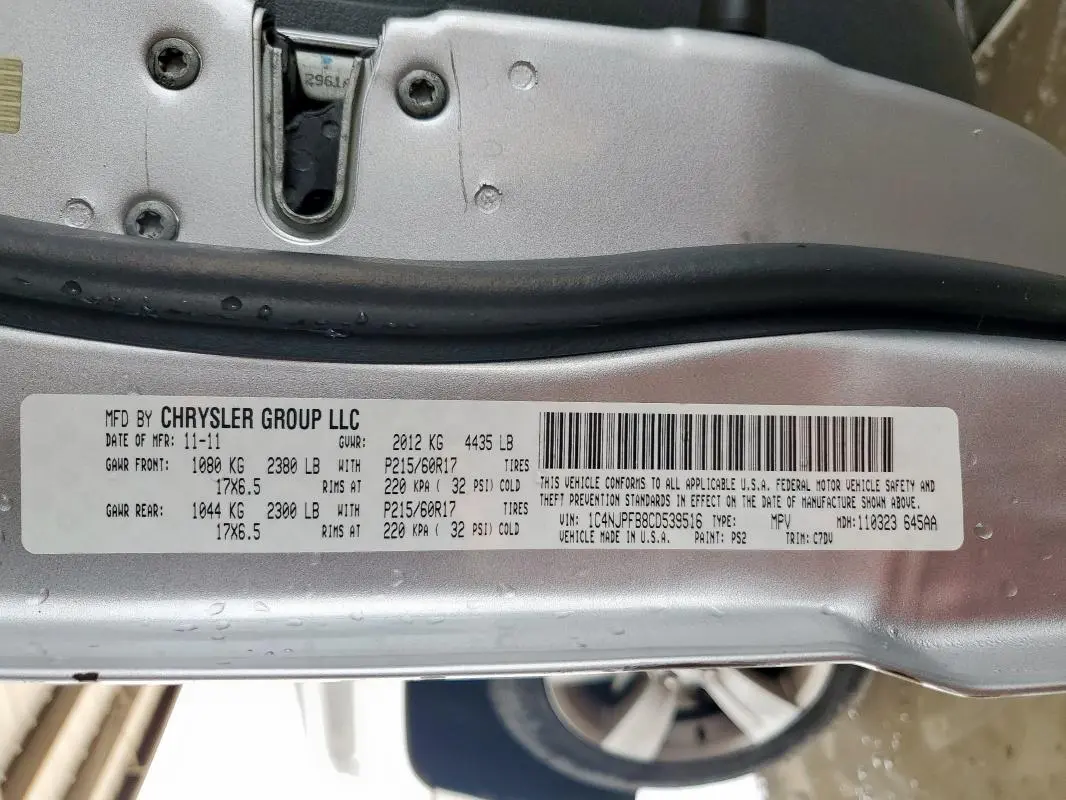 2961
MFD BY CHRYSLER GROUP LLC
DATE OF MFR: 11-11 GVWR: 2012 KG 4435 LB
GAWR FRONT: 1080 KG 2380 LB WITH P215/60R17 TIRES
17X6.5 RIMS AT 220 KPA ( 32 PSI) COLD
GAWR REAR: 1044 KG 2300 LB WITH P215/60R17 TIRES
17X6.5 RIMS AT 220 KPA ( 32 PSI) COLD
THIS VEHICLE CONFORMS TO ALL APPLICABLE U.S.A. FEDERAL MOTOR VEHICLE SAFETY AND
THEFT PREVENTION STANDARDS IN EFFECT ON THE DATE OF MANUFACTURE SHOWN ABOVE.
VIN: 1C4NJPFB8CD539516 TYPE: MPV MDH:110323 645AA
VEHICLE MADE IN U.S.A. PAINT: PS2 TRIM: C7DV